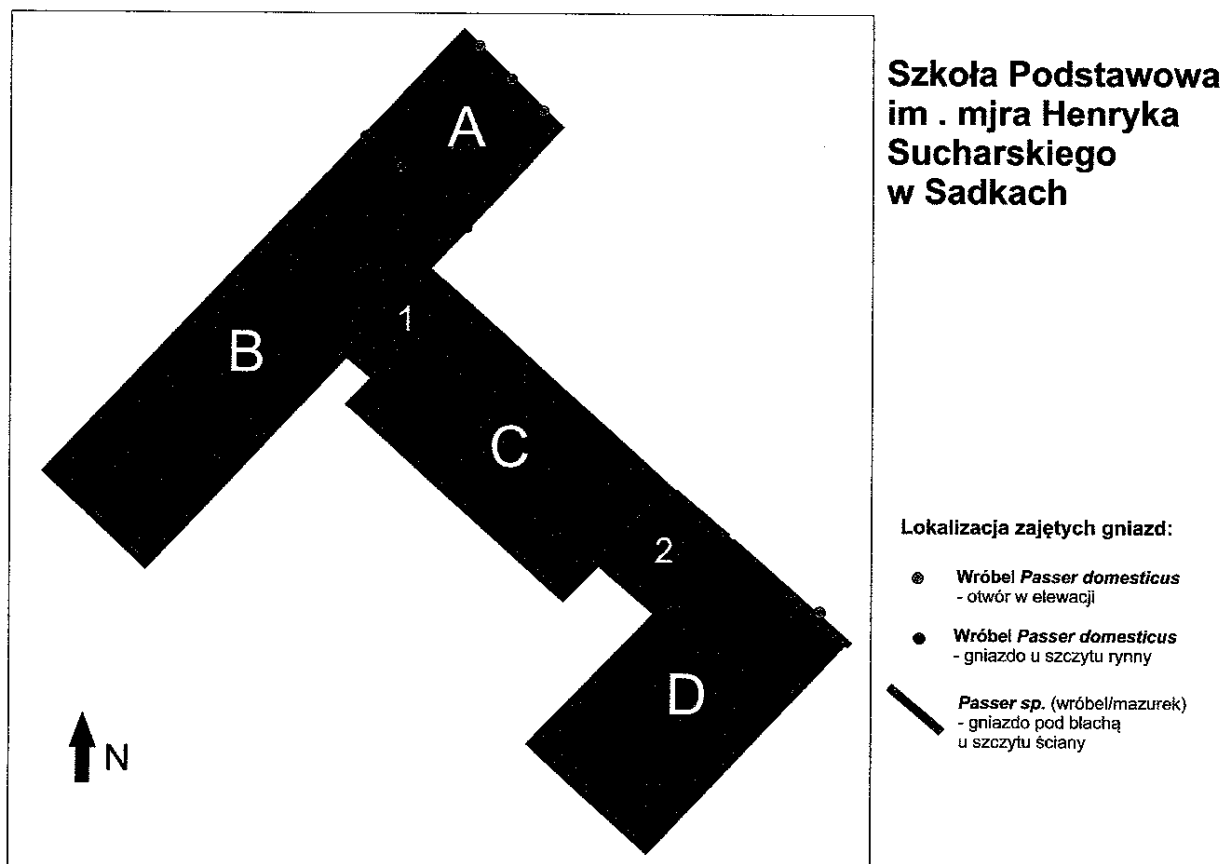 Szkoła Podstawowa
im . mjra Henryka
Sucharskiego
w Sadkach
A
1
B
C
2
D
N
Lokalizacja zajętych gniazd:
Wróbel Passer domesticus
- otwór w elewacji
Wróbel Passer domesticus
- gniazdo u szczytu rynny
Passer sp. (wróbel/mazurek)
- gniazdo pod blachą
u szczytu ściany